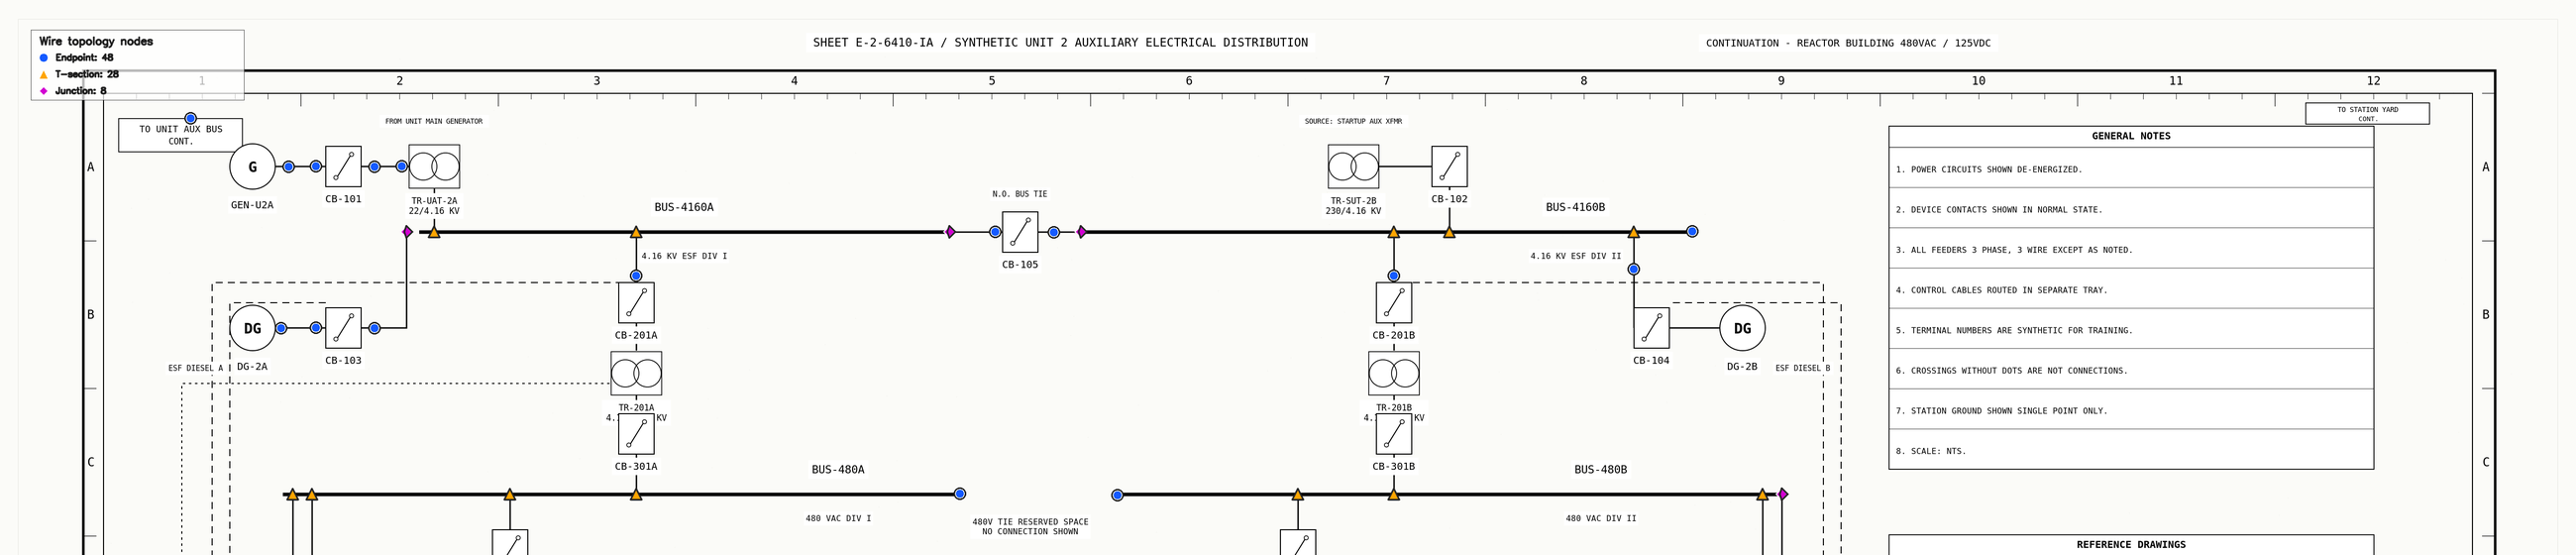 SHEET E-2-6410-IA / SYNTHETIC UNIT 2 AUXILIARY ELECTRICAL DISTRIBUTION
CONTINUATION - REACTOR BUILDING 480VAC / 125VDC
Wire topology nodes
Endpoint: 48
T-section: 28
Junction: 8
1 2 3 4 5 6 7 8 9 10 11 12
TO UNIT AUX BUS
CONT.
FROM UNIT MAIN GENERATOR
SOURCE: STARTUP AUX XFMR
TO STATION YARD
CONT.
A
G
GEN-U2A
CB-101
TR-UAT-2A
22/4.16 KV
BUS-4160A
N.O. BUS TIE
CB-105
TR-SUT-2B
230/4.16 KV
CB-102
BUS-4160B
A
4.16 KV ESF DIV I
4.16 KV ESF DIV II
B
DG
DG-2A
CB-103
ESF DIESEL A
CB-201A
TR-201A
4. KV
CB-301A
CB-201B
TR-201B
4. KV
CB-301B
CB-104
DG
DG-2B
ESF DIESEL B
B
C
BUS-480A
480 VAC DIV I
480V TIE RESERVED SPACE
NO CONNECTION SHOWN
BUS-480B
480 VAC DIV II
C
GENERAL NOTES
1. POWER CIRCUITS SHOWN DE-ENERGIZED.
2. DEVICE CONTACTS SHOWN IN NORMAL STATE.
3. ALL FEEDERS 3 PHASE, 3 WIRE EXCEPT AS NOTED.
4. CONTROL CABLES ROUTED IN SEPARATE TRAY.
5. TERMINAL NUMBERS ARE SYNTHETIC FOR TRAINING.
6. CROSSINGS WITHOUT DOTS ARE NOT CONNECTIONS.
7. STATION GROUND SHOWN SINGLE POINT ONLY.
8. SCALE: NTS.
REFERENCE DRAWINGS